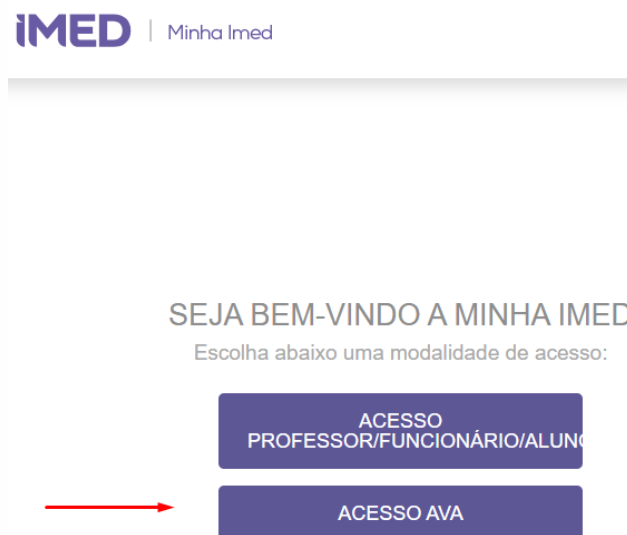 iMED | Minha Imed
SEJA BEM-VINDO A MINHA IMED
Escolha abaixo uma modalidade de acesso:
ACESSO
PROFESSOR/FUNCIONÁRIO/ALUNO
ACESSO AVA